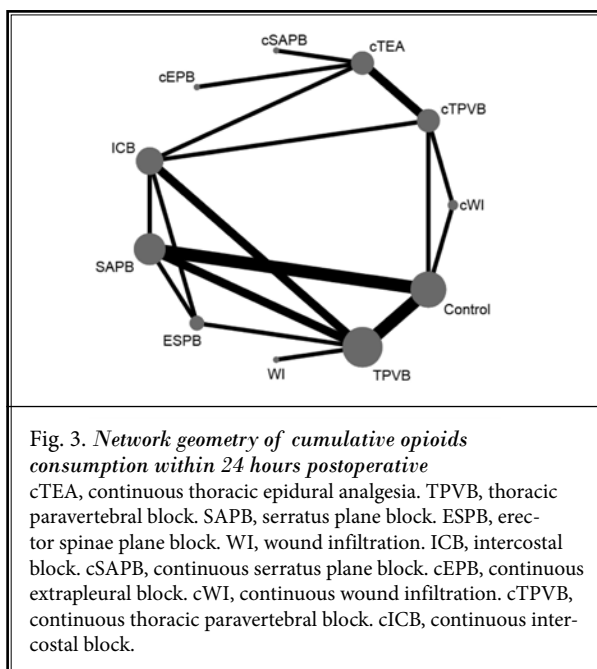 cSAPB
cTEA
cEPB
cTPVB
ICB
cWI
SAPB
Control
ESPB
WI
TPVB
Fig. 3. Network geometry of cumulative opioids
consumption within 24 hours postoperative
cTEA, continuous thoracic epidural analgesia. TPVB, thoracic
paravertebral block. SAPB, serratus plane block. ESPB, erec-
tor spinae plane block. WI, wound infiltration. ICB, intercostal
block. cSAPB, continuous serratus plane block. cEPB, continuous
extrapleural block. cWI, continuous wound infiltration. cTPVB,
continuous thoracic paravertebral block. cICB, continuous inter-
costal block.